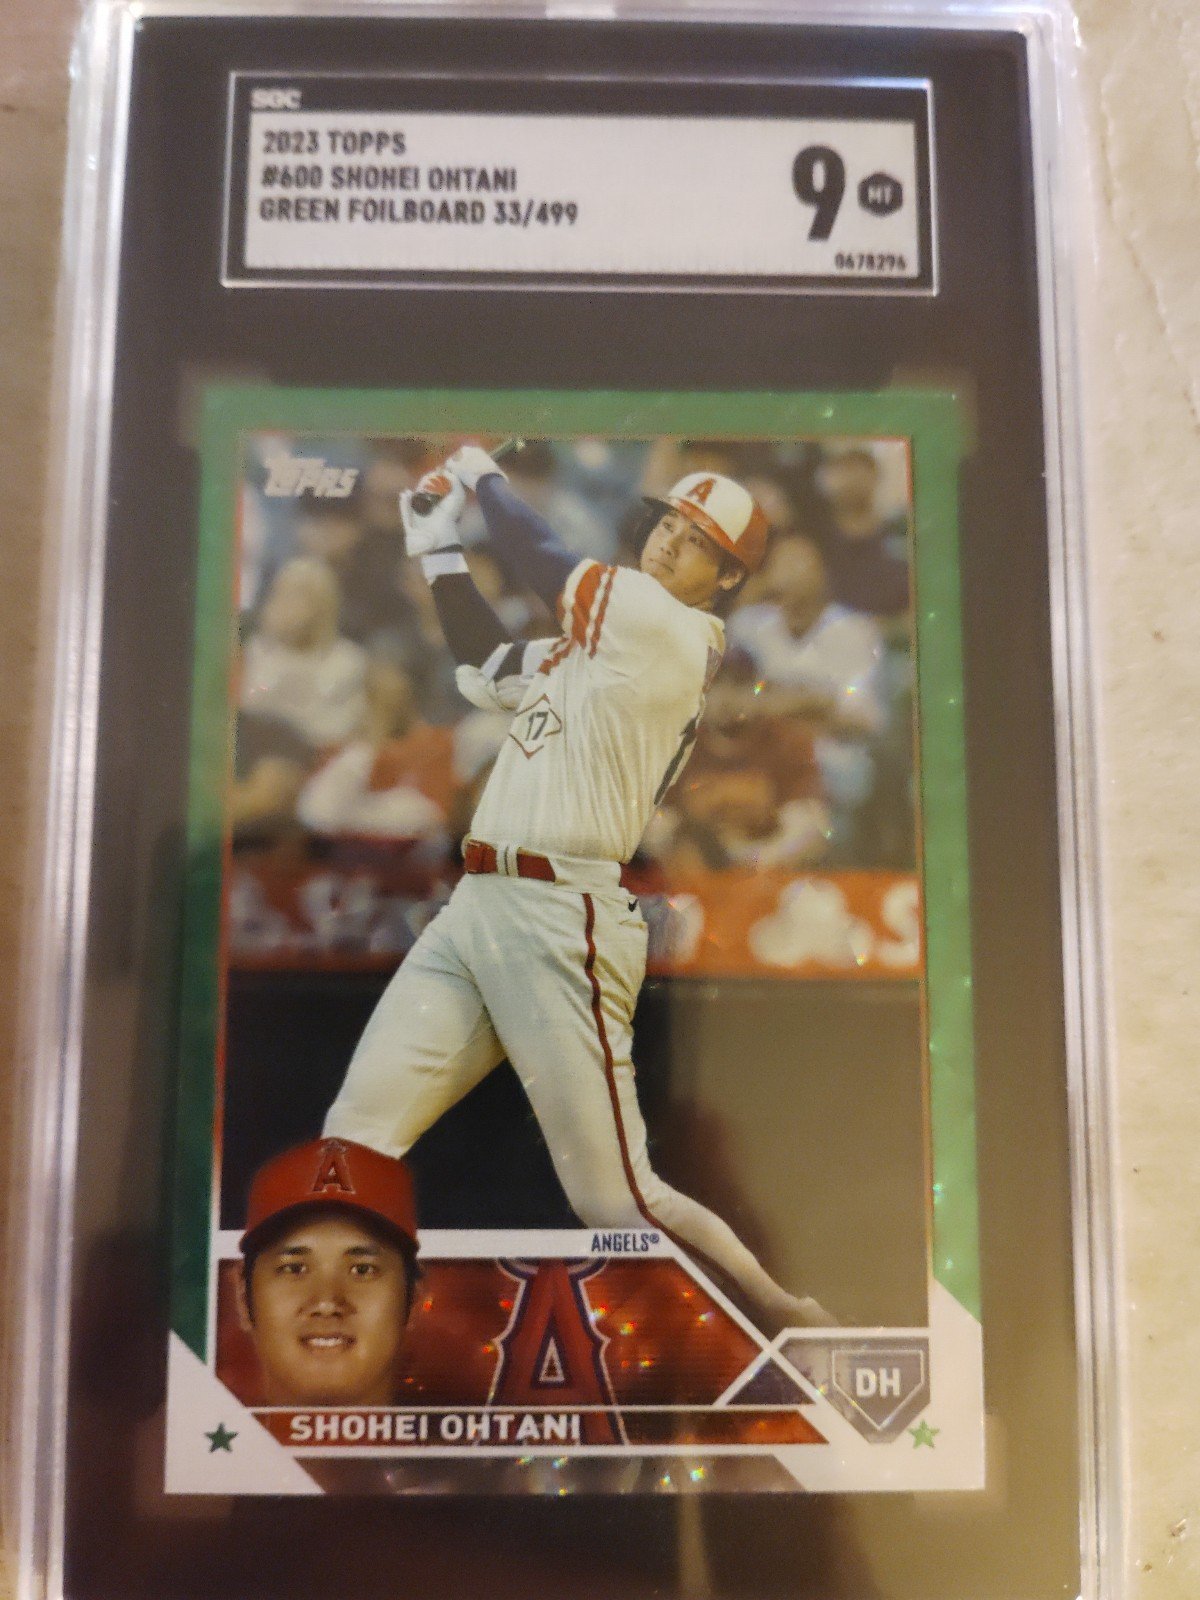 SGC
2023 TOPPS
#600 SHOHEI OHTANI
GREEN FOILBOARD 33/499
9 MT
0678296
TOPPS
A
17
ANGELS®
A
A
DH
SHOHEI OHTANI